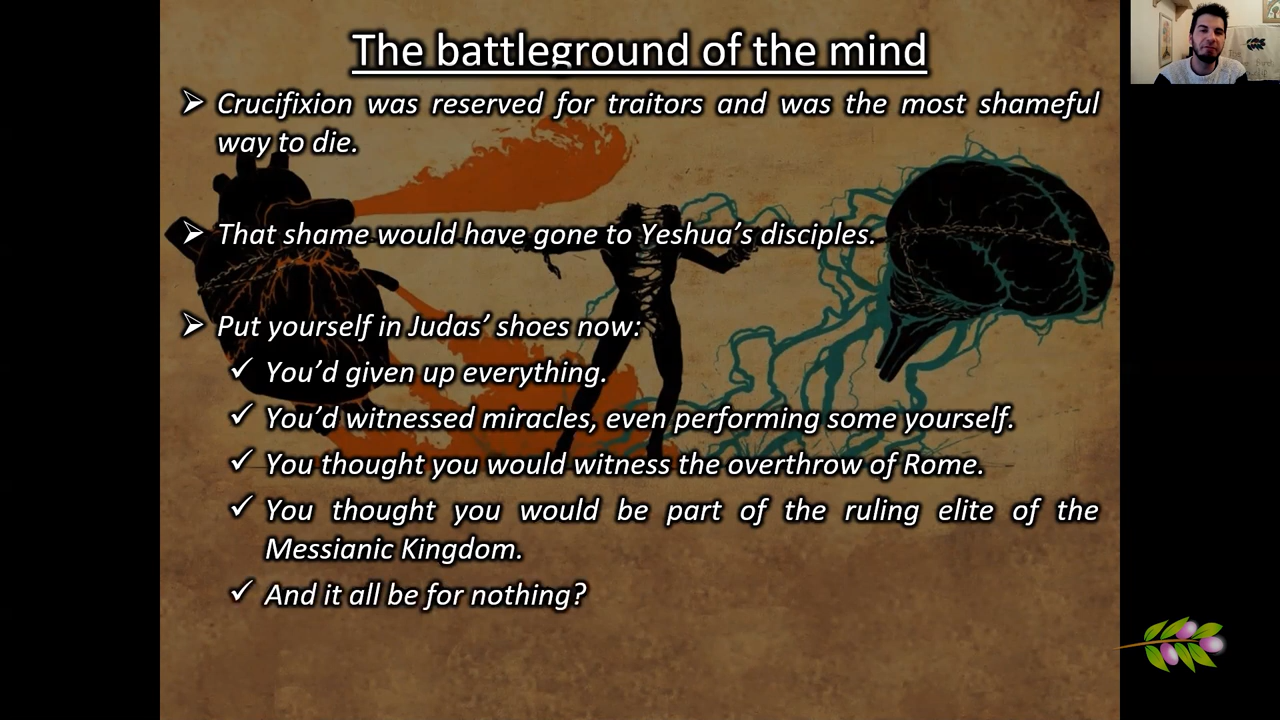 The battleground of the mind
➢ Crucifixion was reserved for traitors and was the most shameful
way to die.
➢ That shame would have gone to Yeshua’s disciples.
➢ Put yourself in Judas’ shoes now:
✓ You’d given up everything.
✓ You’d witnessed miracles, even performing some yourself.
✓ You thought you would witness the overthrow of Rome.
✓ You thought you would be part of the ruling elite of the
Messianic Kingdom.
✓ And it all be for nothing?